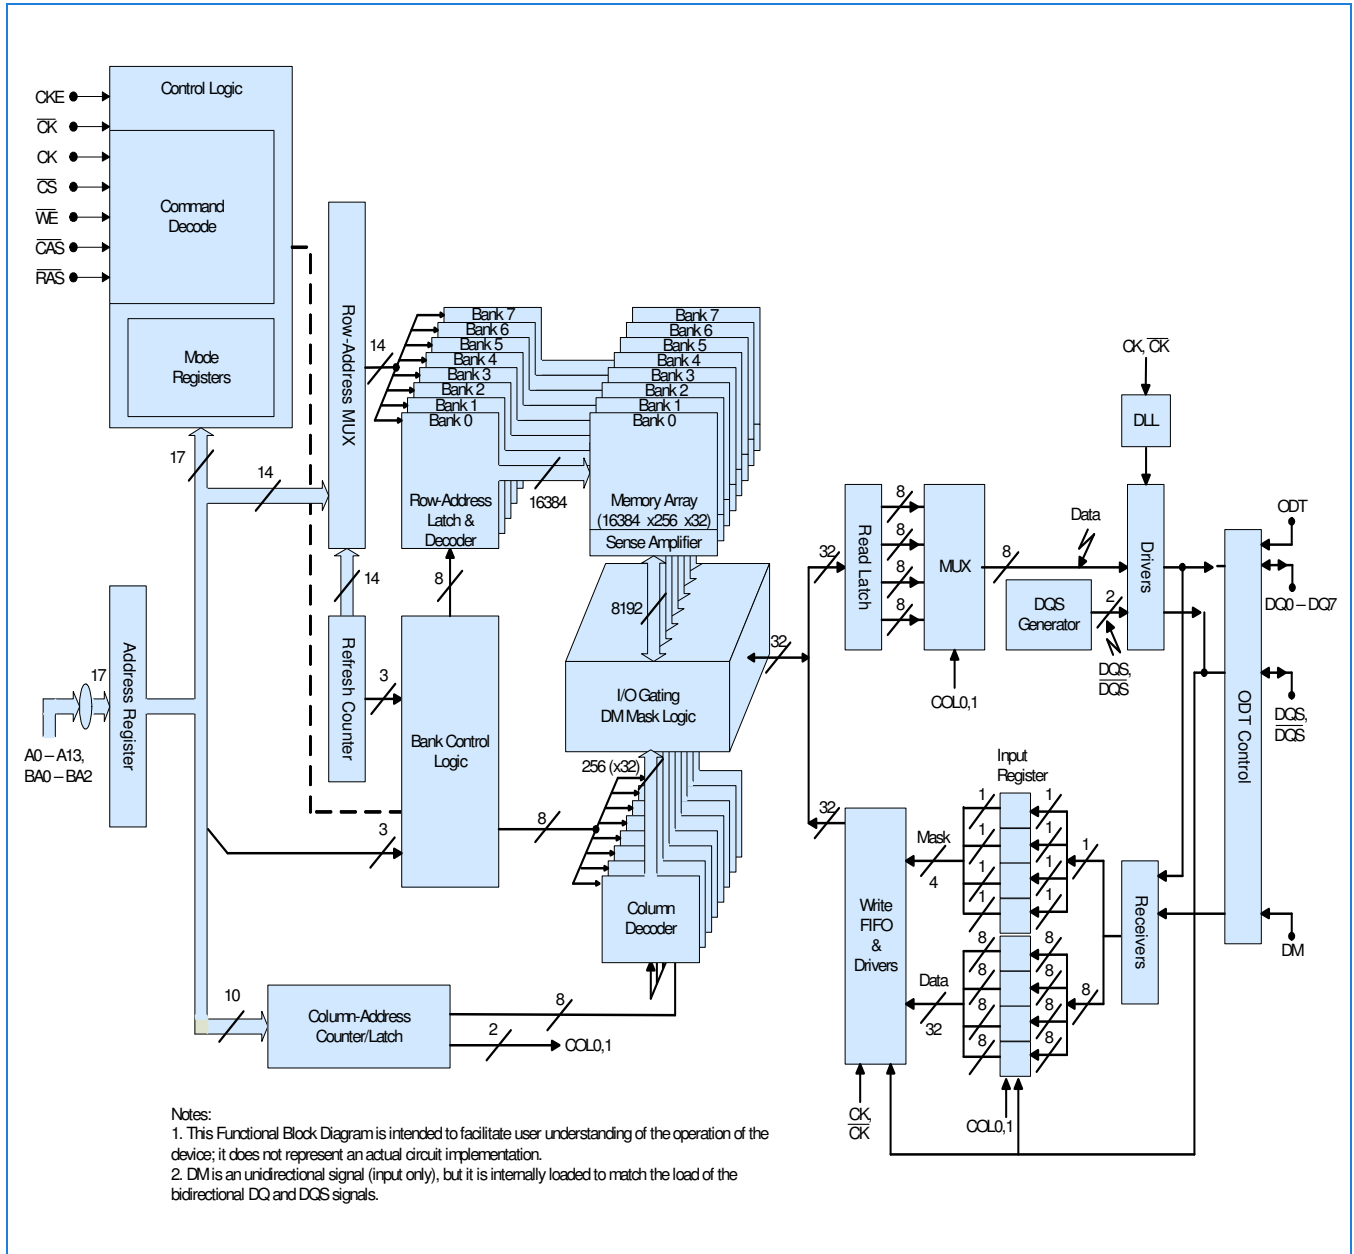 Control Logic
CKE
CK
CK
CS
WE
CAS
RAS
Command
Decode
Mode
Registers
Row-Address MUX
14
Bank 7
Bank 6
Bank 5
Bank 4
Bank 3
Bank 2
Bank 1
Bank 0
Row-Address
Latch &
Decoder
16384
Bank 7
Bank 6
Bank 5
Bank 4
Bank 3
Bank 2
Bank 1
Bank 0
Memory Array
(16384 x256 x32)
Sense Amplifier
17
14
14
8
8192
17
Address Register
A0 – A13,
BA0 – BA2
Refresh Counter
3
Bank Control
Logic
3
8
I/O Gating
DM Mask Logic
256 (x32)
Column
Decoder
10
Column-Address
Counter/Latch
8
2
COL0,1
32
32
Read Latch
8
8
8
8
MUX
COL0,1
8
Data
DQS
Generator
2
DQS,
DQS
CK, CK
DLL
Drivers
ODT
DQ0 – DQ7
ODT Control
DQS,
DQS
DM
32
Input
Register
Mask
4
1
1
1
1
1
1
1
1
1
Receivers
Write
FIFO
&
Drivers
Data
32
8
8
8
8
8
8
8
8
8
CK,
CK
COL0,1
Notes:
1. This Functional Block Diagram is intended to facilitate user understanding of the operation of the
device; it does not represent an actual circuit implementation.
2. DM is an unidirectional signal (input only), but it is internally loaded to match the load of the
bidirectional DQ and DQS signals.